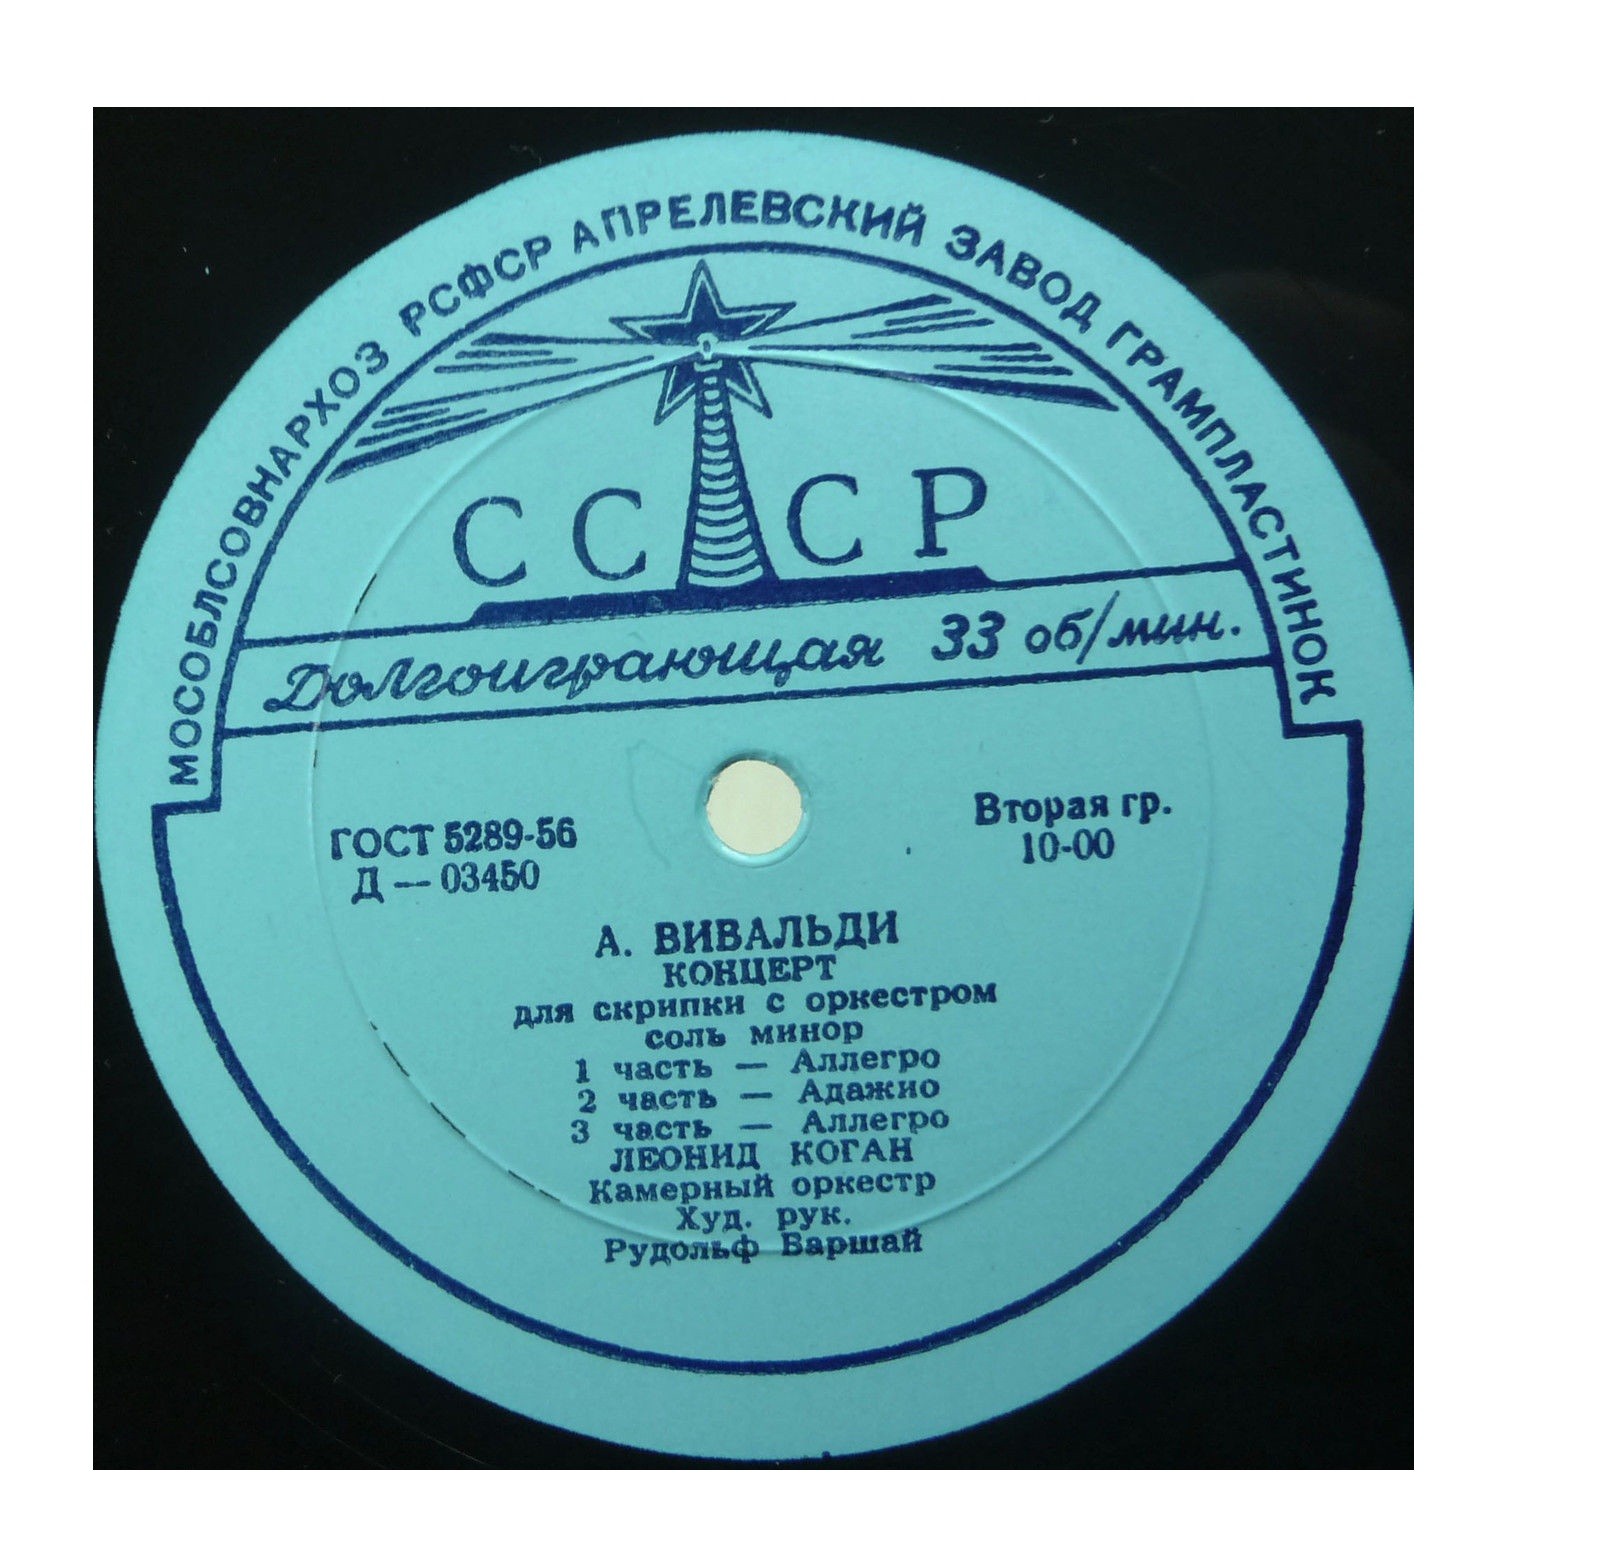 МОСОБЛСОВНАРХОЗ РСФСР АПРЕЛЕВСКИЙ ЗАВОД ГРАМПЛАСТИНОК
СССР
Долгоиграющая 33 об/мин.
ГОСТ 5289-56
Д — 03450
Вторая гр.
10-00
А. ВИВАЛЬДИ
КОНЦЕРТ
для скрипки с оркестром
соль минор
1 часть — Аллегро
2 часть — Адажио
3 часть — Аллегро
ЛЕОНИД КОГАН
Камерный оркестр
Худ. рук.
Рудольф Баршай